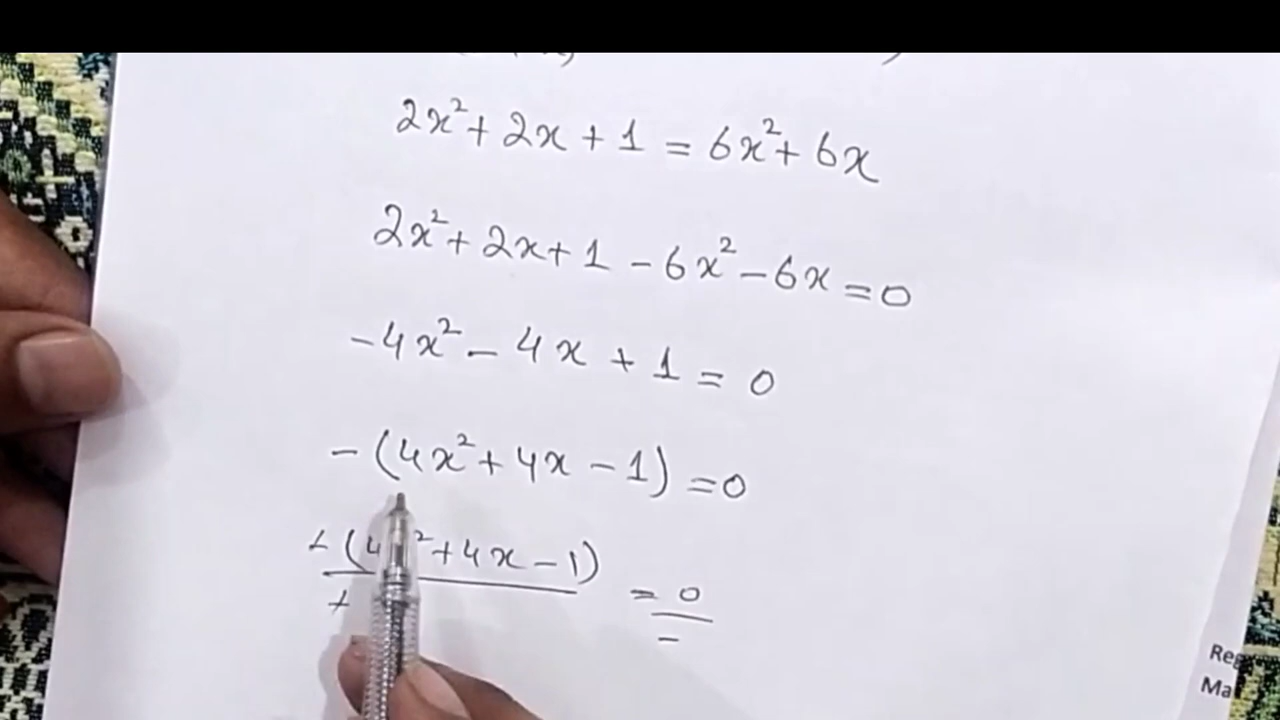 2x² + 2x + 1 = 6x² + 6x
2x² + 2x + 1 - 6x² - 6x = 0
-4x² - 4x + 1 = 0
-(4x² + 4x - 1) = 0
-(4x² + 4x - 1) = 0
- -